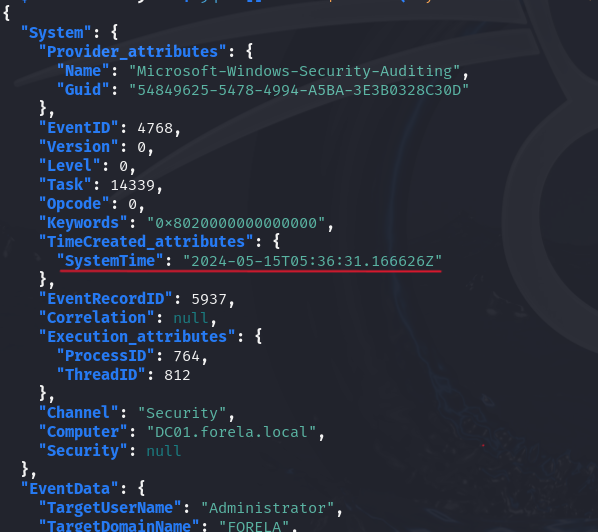 {
"System": {
"Provider_attributes": {
"Name": "Microsoft-Windows-Security-Auditing",
"Guid": "54849625-5478-4994-A5BA-3E3B0328C30D"
},
"EventID": 4768,
"Version": 0,
"Level": 0,
"Task": 14339,
"Opcode": 0,
"Keywords": "0×8020000000000000",
"TimeCreated_attributes": {
"SystemTime": "2024-05-15T05:36:31.166626Z"
},
"EventRecordID": 5937,
"Correlation": null,
"Execution_attributes": {
"ProcessID": 764,
"ThreadID": 812
},
"Channel": "Security",
"Computer": "DC01.forela.local",
"Security": null
},
"EventData": {
"TargetUserName": "Administrator",
"TargetDomainName": "FORELA",